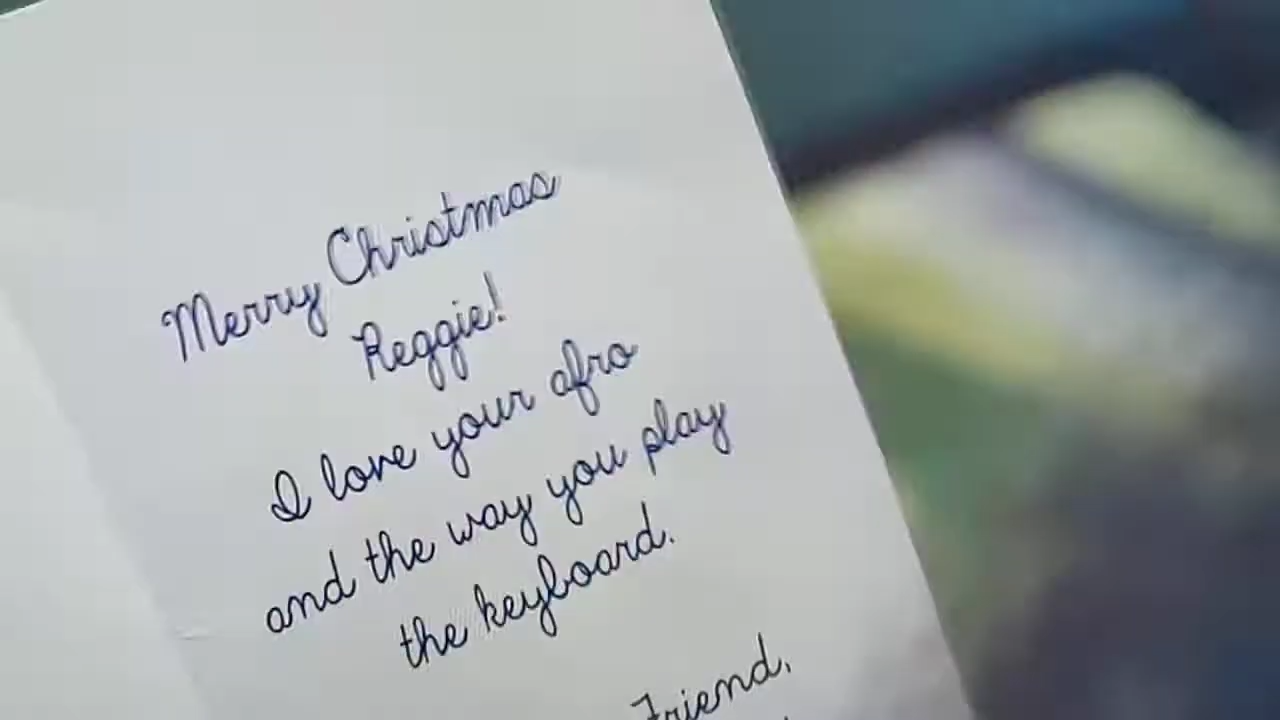 Merry Christmas
Reggie!
I love your afro
and the way you play
the keyboard.
Friend,